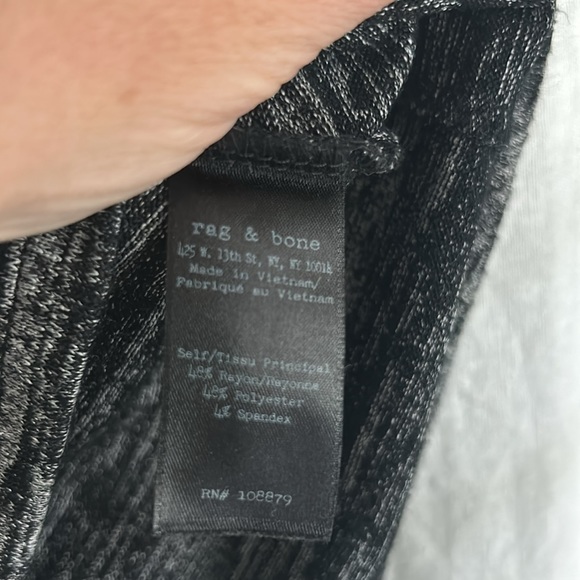 rag & bone
425 W. 13th St, NY, NY 10014
Made in Vietnam/
Fabriqué au Vietnam
Self/Tissu Principal
48% Rayon/Rayonne
48% Polyester
4% Spandex
RN# 108879